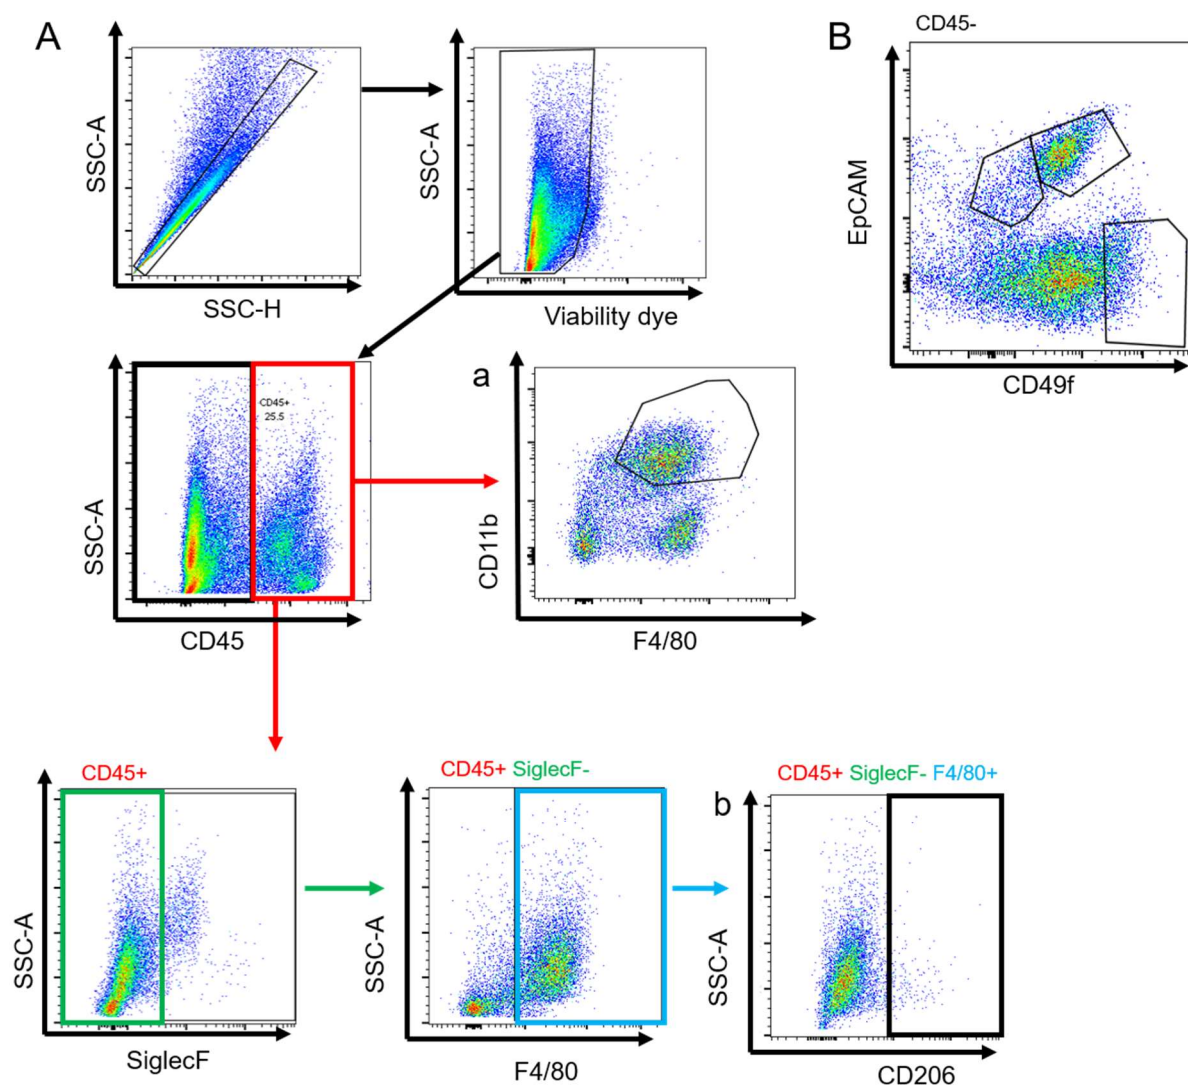 A
SSC-A
SSC-H
SSC-A
Viability dye
B
CD45-
EpCAM
CD49f
SSC-A
CD45+
25.5
CD45
a
CD11b
F4/80
CD45+
SSC-A
SiglecF
CD45+ SiglecF-
SSC-A
F4/80
b
CD45+ SiglecF- F4/80+
SSC-A
CD206